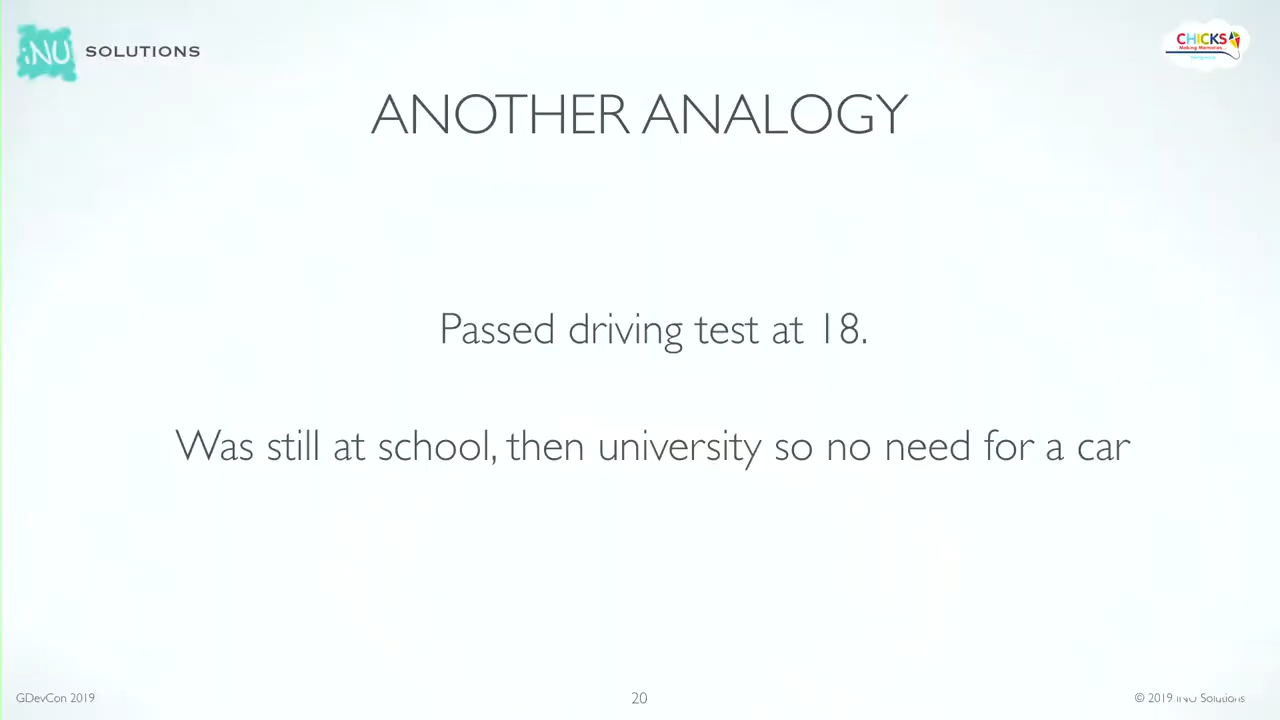 iNU SOLUTIONS
CHICKS
Making Memories...
ANOTHER ANALOGY
Passed driving test at 18.
Was still at school, then university so no need for a car
GDevCon 2019
20
© 2019 iNU Solutions